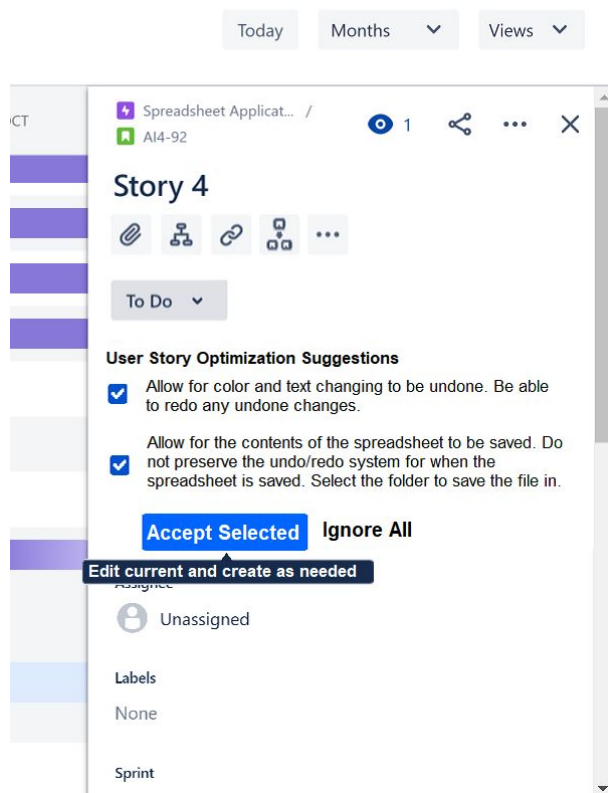 Today
Months
Views
OCT
Spreadsheet Applicat... /
AI4-92
1
Story 4
To Do
User Story Optimization Suggestions
Allow for color and text changing to be undone. Be able
to redo any undone changes.
Allow for the contents of the spreadsheet to be saved. Do
not preserve the undo/redo system for when the
spreadsheet is saved. Select the folder to save the file in.
Accept Selected
Ignore All
Edit current and create as needed
Assignee
Unassigned
Labels
None
Sprint